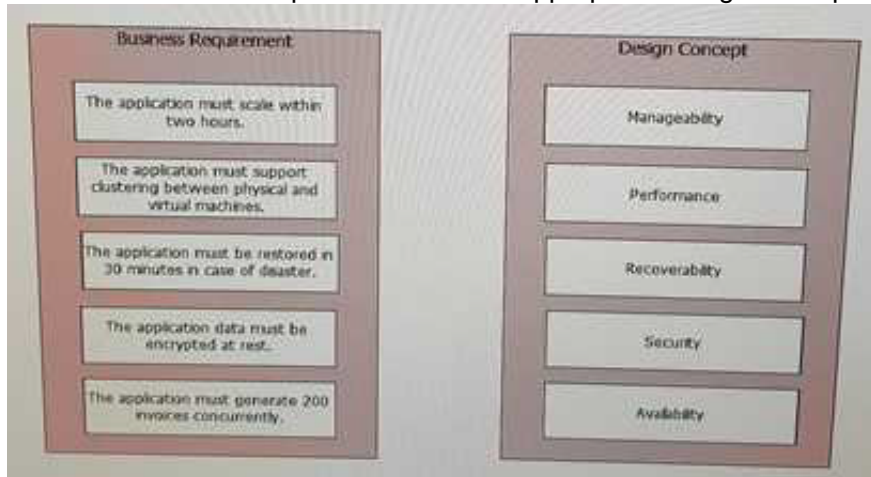 Business Requirement
The application must scale within
two hours.
The application must support
clustering between physical and
virtual machines.
The application must be restored in
30 minutes in case of disaster.
The application data must be
encrypted at rest.
The application must generate 200
invoices concurrently.
Design Concept
Manageability
Performance
Recoverability
Security
Availability